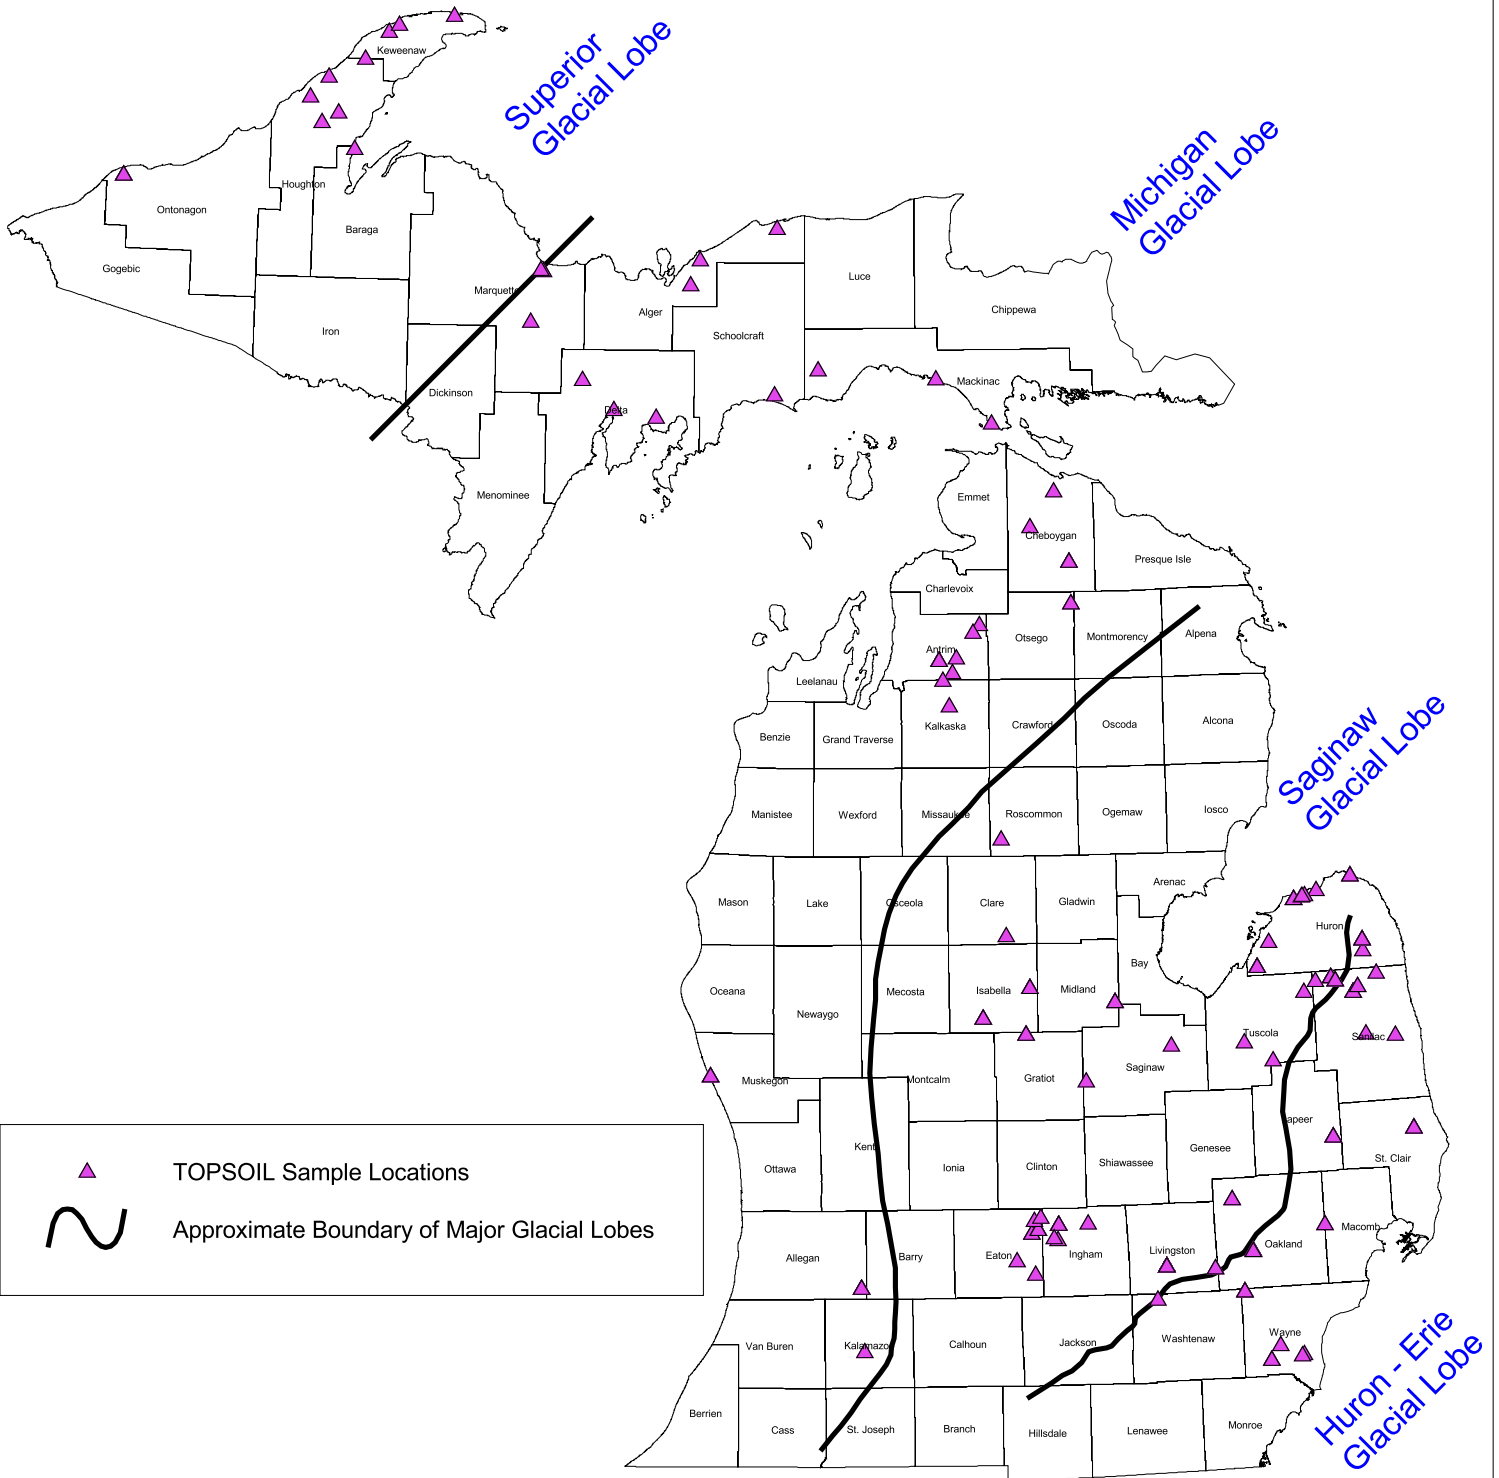 Superior
Glacial Lobe
Michigan
Glacial Lobe
Keweenaw
Houghton
Ontonagon
Baraga
Gogebic
Marquette
Luce
Alger
Chippewa
Iron
Schoolcraft
Dickinson
Mackinac
Delta
Menominee
Emmet
Cheboygan
Presque Isle
Charlevoix
Otsego
Montmorency
Alpena
Antrim
Leelanau
Saginaw
Glacial Lobe
Benzie
Grand Traverse
Kalkaska
Crawford
Oscoda
Alcona
Manistee
Wexford
Missaukee
Roscommon
Ogemaw
Iosco
Arenac
Mason
Lake
Osceola
Clare
Gladwin
Huron
Bay
Oceana
Mecosta
Isabella
Midland
Newaygo
Tuscola
Sanilac
Saginaw
Muskegon
Montcalm
Gratiot
Lapeer
Kent
Genesee
Ottawa
Ionia
Clinton
Shiawassee
St. Clair
TOPSOIL Sample Locations
Approximate Boundary of Major Glacial Lobes
Macomb
Oakland
Allegan
Barry
Eaton
Ingham
Livingston
Huron - Erie
Glacial Lobe
Wayne
Van Buren
Kalamazoo
Calhoun
Jackson
Washtenaw
Berrien
Cass
St. Joseph
Branch
Hillsdale
Lenawee
Monroe